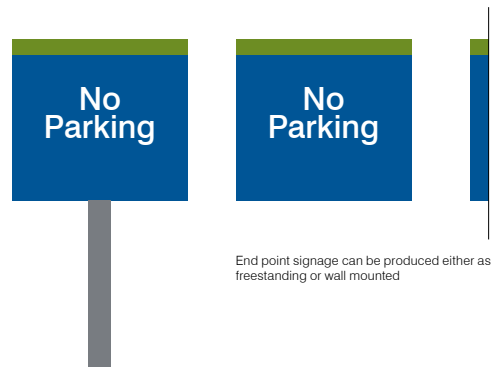 No
Parking
No
Parking
End point signage can be produced either as
freestanding or wall mounted